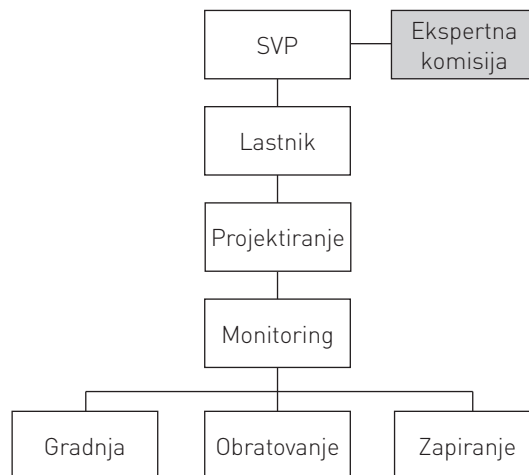 SVP
Ekspertna
komisija
Lastnik
Projektiranje
Monitoring
Gradnja
Obratovanje
Zapiranje